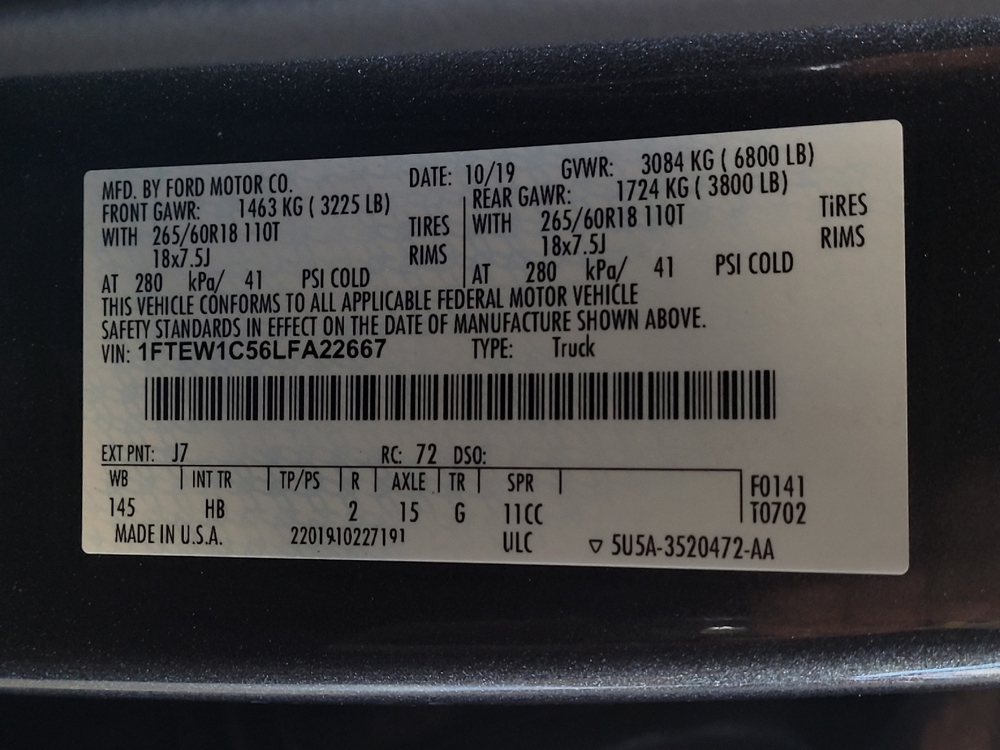 MFD. BY FORD MOTOR CO. DATE: 10/19 GVWR: 3084 KG ( 6800 LB)
FRONT GAWR: 1463 KG ( 3225 LB) REAR GAWR: 1724 KG ( 3800 LB)
WITH 265/60R18 110T TIRES WITH 265/60R18 110T TiRES
18x7.5J RIMS 18x7.5J RIMS
AT 280 kPa/ 41 PSI COLD AT 280 kPa/ 41 PSI COLD
THIS VEHICLE CONFORMS TO ALL APPLICABLE FEDERAL MOTOR VEHICLE
SAFETY STANDARDS IN EFFECT ON THE DATE OF MANUFACTURE SHOWN ABOVE.
VIN: 1FTEW1C56LFA22667 TYPE: Truck
EXT PNT: J7 RC: 72 DSO:
WB INT TR TP/PS R AXLE TR SPR F0141
145 HB 2 15 G 11CC T0702
MADE IN U.S.A. 2201910227191 ULC ▽ 5U5A-3520472-AA